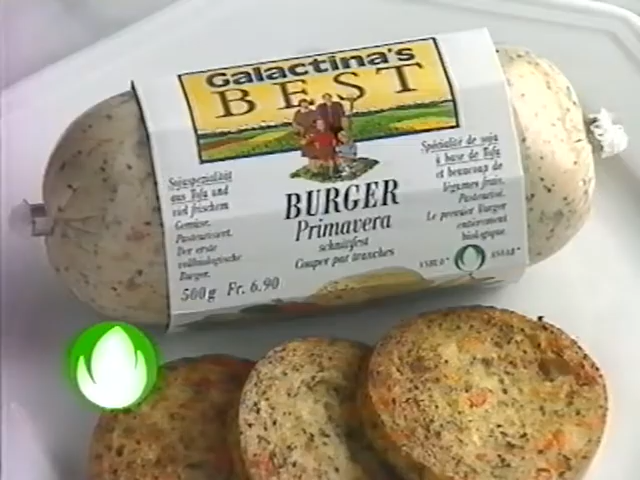 Galactina's
BEST
Sojaspezialität
aus Tofu und
viel frischem
Gemüse.
Pasteurisiert.
Der erste
vollbiologische
Burger.
500g Fr. 6.90
BURGER
Primavera
schnittfest
Couper par tranches
Spécialité de soja
à base de Tofu
et beaucoup de
légumes frais.
Pasteurisé.
Le premier Burger
entièrement
biologique.